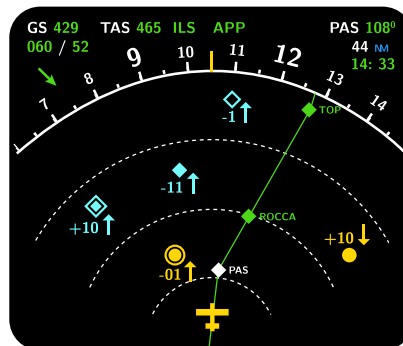 GS 429 TAS 465 ILS APP PAS 108⁰
060 / 52 44 NM
14: 33
7 8 9 10 11 12 13 14
-1
TOP
-11
+10
ROCCA
+10
-01
PAS